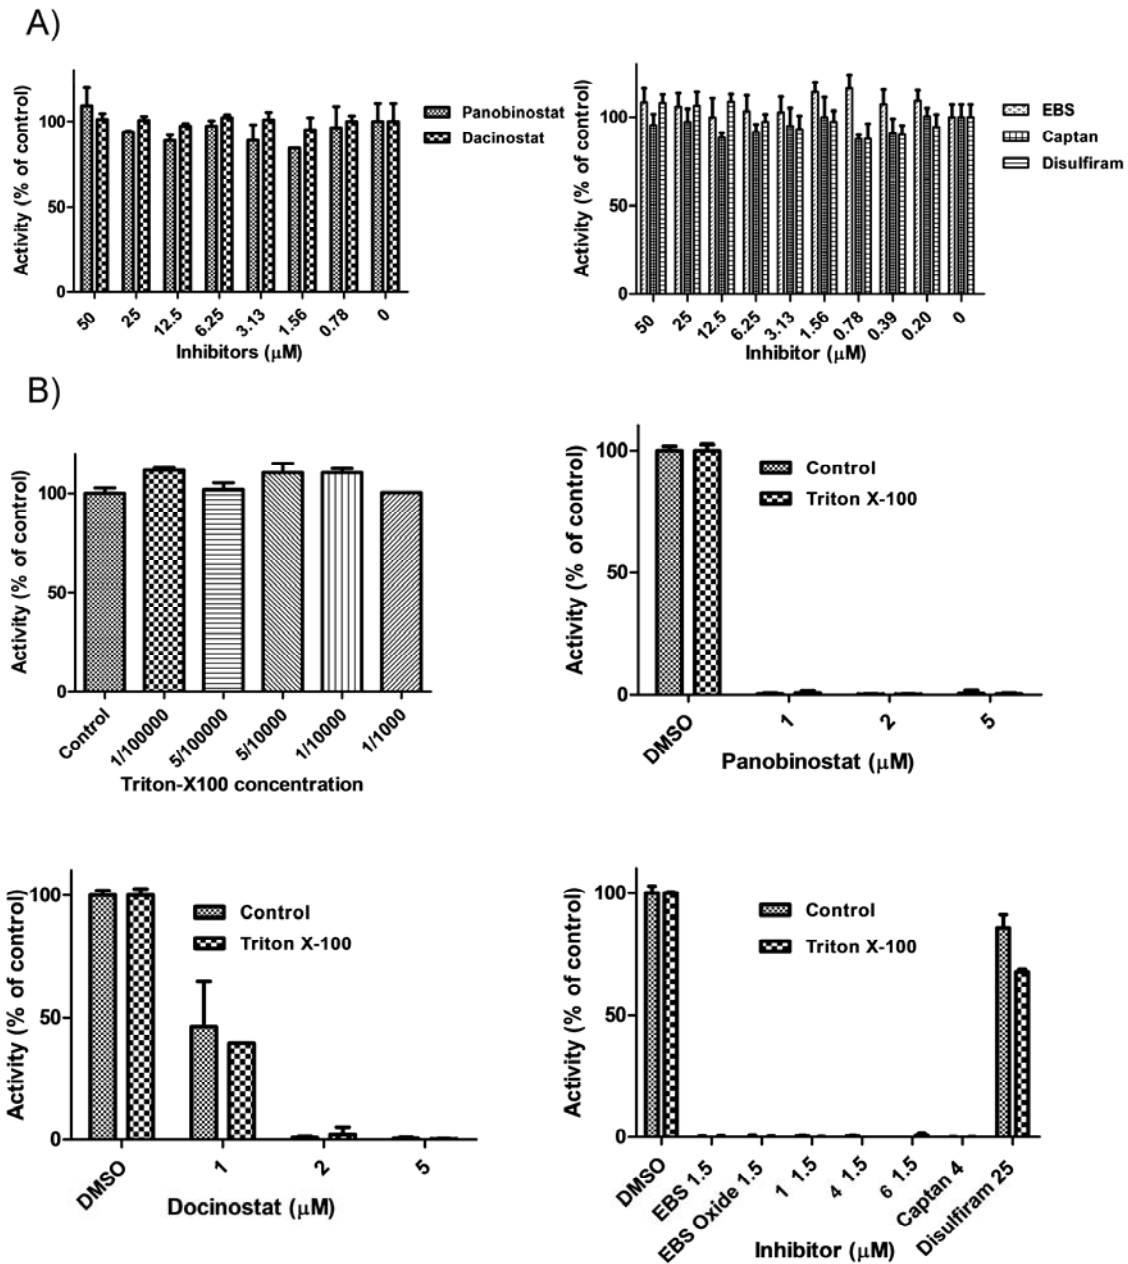 A)
Activity (% of control)
100
50
0
50 25 12.5 6.25 3.13 1.56 0.78 0
Inhibitors (µM)
Panobinostat
Dacinostat
Activity (% of control)
100
50
0
50 25 12.5 6.25 3.13 1.56 0.78 0.39 0.20 0
Inhibitor (µM)
EBS
Captan
Disulfiram
B)
Activity (% of control)
100
50
0
Control 1/100000 5/100000 5/10000 1/10000 1/1000
Triton-X100 concentration
Activity (% of control)
100
50
0
DMSO 1 2 5
Panobinostat (µM)
Control
Triton X-100
Activity (% of control)
100
50
0
DMSO 1 2 5
Docinostat (µM)
Control
Triton X-100
Activity (% of control)
100
50
0
DMSO EBS 1.5 EBS Oxide 1.5 1 1.5 4 1.5 6 1.5 Captan 4 Disulfiram 25
Inhibitor (µM)
Control
Triton X-100